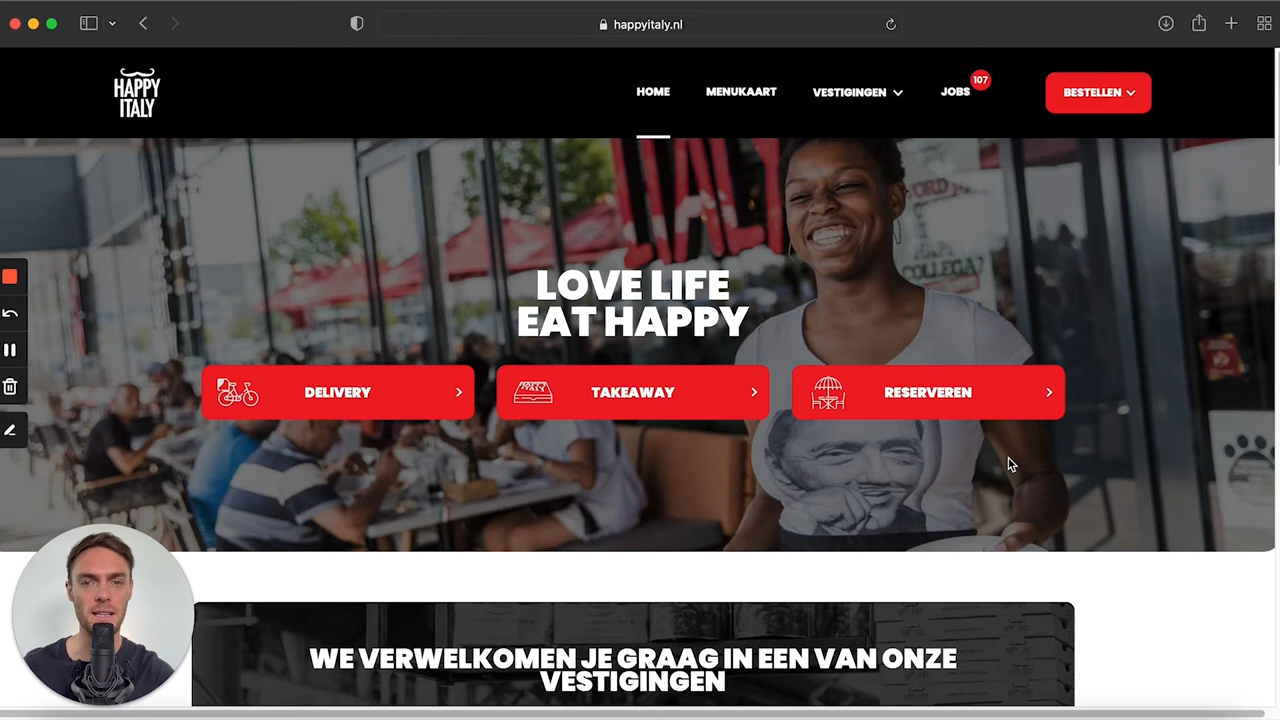 happyitaly.nl
HAPPY
ITALY
HOME
MENUKAART
VESTIGINGEN
JOBS
107
BESTELLEN
ITALY
LOVE LIFE
EAT HAPPY
DELIVERY
TAKEAWAY
RESERVEREN
WE VERWELKOMEN JE GRAAG IN EEN VAN ONZE
VESTIGINGEN